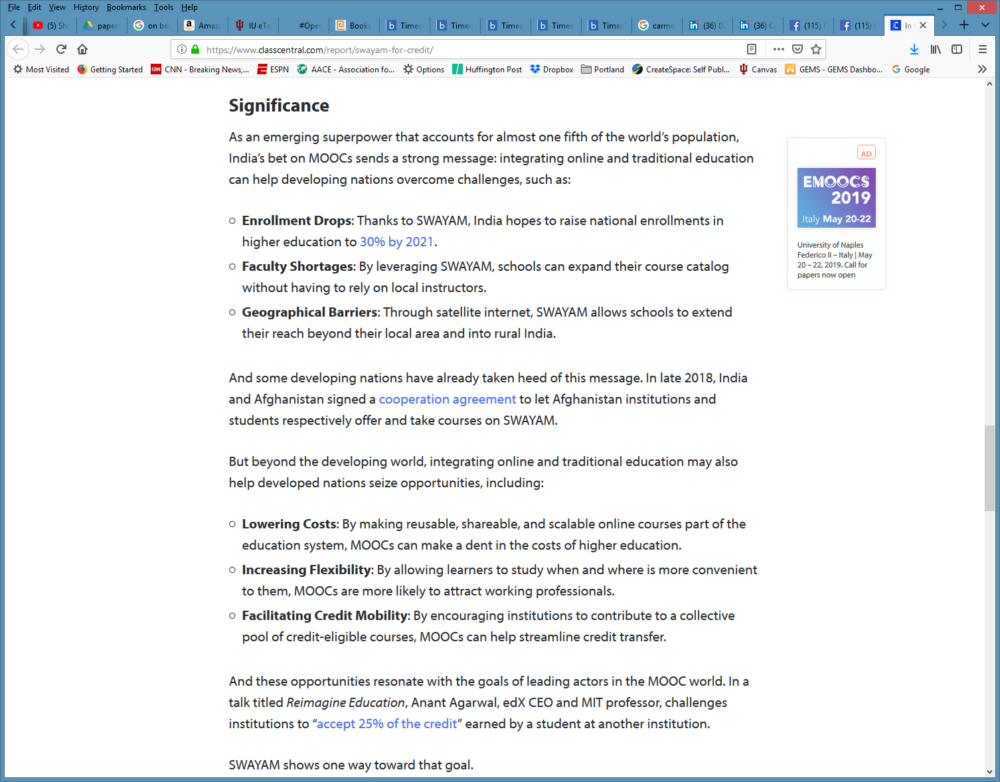 File Edit View History Bookmarks Tools Help
(5) Sh paper on bei Amaz IU eTe #Oper Books Timeo Timeo Timeo Timeo Timeo carme (36) D (36) C (115) F (115) In
https://www.classcentral.com/report/swayam-for-credit/
Most Visited Getting Started CNN - Breaking News,... ESPN AACE - Association fo... Options Huffington Post Dropbox Portland CreateSpace: Self Publ... Canvas GEMS - GEMS Dashbo... Google
Significance
As an emerging superpower that accounts for almost one fifth of the world’s population,
India’s bet on MOOCs sends a strong message: integrating online and traditional education
can help developing nations overcome challenges, such as:
Enrollment Drops: Thanks to SWAYAM, India hopes to raise national enrollments in
higher education to 30% by 2021.
Faculty Shortages: By leveraging SWAYAM, schools can expand their course catalog
without having to rely on local instructors.
Geographical Barriers: Through satellite internet, SWAYAM allows schools to extend
their reach beyond their local area and into rural India.
And some developing nations have already taken heed of this message. In late 2018, India
and Afghanistan signed a cooperation agreement to let Afghanistan institutions and
students respectively offer and take courses on SWAYAM.
But beyond the developing world, integrating online and traditional education may also
help developed nations seize opportunities, including:
Lowering Costs: By making reusable, shareable, and scalable online courses part of the
education system, MOOCs can make a dent in the costs of higher education.
Increasing Flexibility: By allowing learners to study when and where is more convenient
to them, MOOCs are more likely to attract working professionals.
Facilitating Credit Mobility: By encouraging institutions to contribute to a collective
pool of credit-eligible courses, MOOCs can help streamline credit transfer.
And these opportunities resonate with the goals of leading actors in the MOOC world. In a
talk titled Reimagine Education, Anant Agarwal, edX CEO and MIT professor, challenges
institutions to “accept 25% of the credit” earned by a student at another institution.
SWAYAM shows one way toward that goal.
AD
EMOOCS
2019
Italy May 20-22
University of Naples
Federico II – Italy | May
20 – 22, 2019. Call for
papers now open